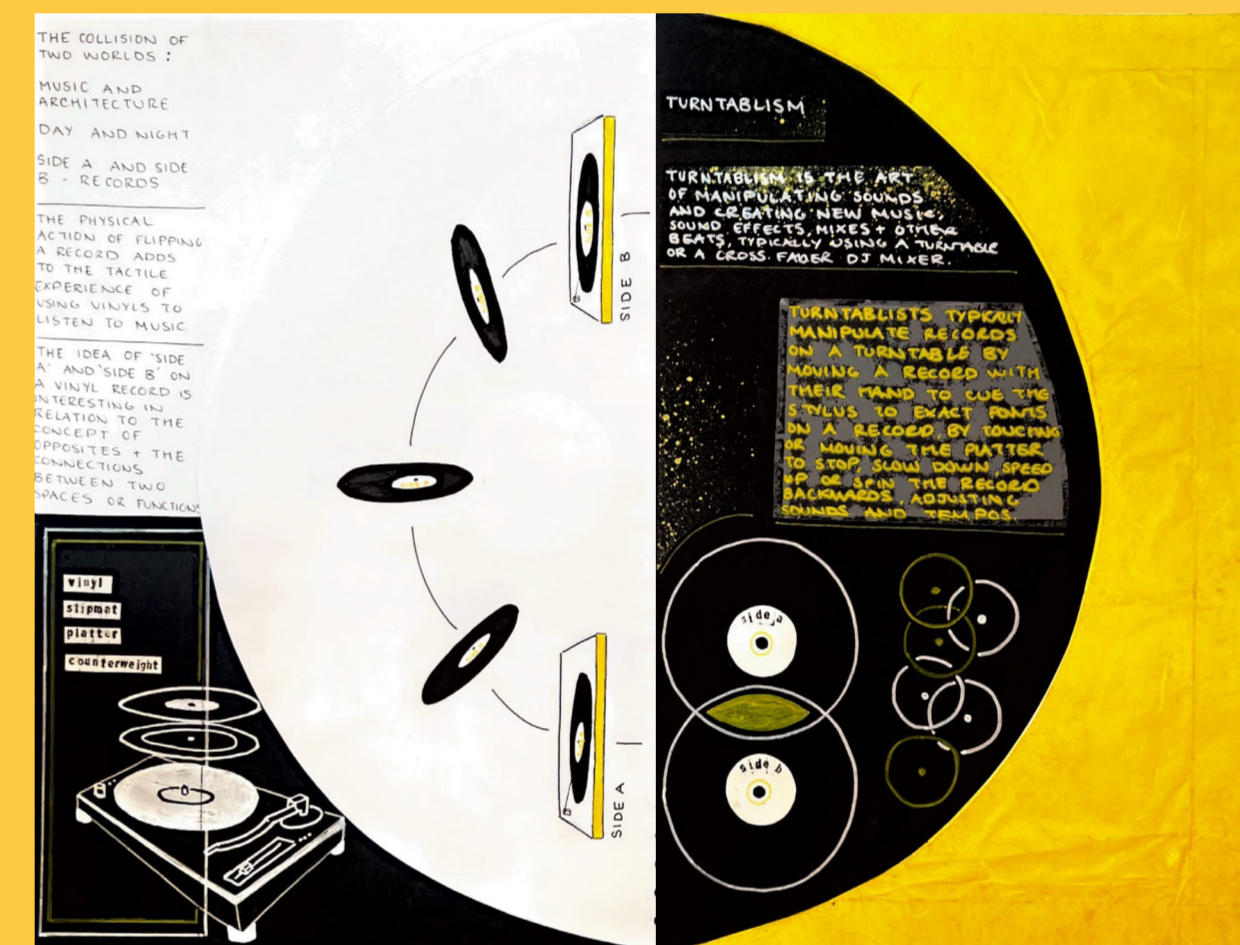 THE COLLISION OF
TWO WORLDS :
MUSIC AND
ARCHITECTURE
DAY AND NIGHT
SIDE A AND SIDE
B - RECORDS
THE PHYSICAL
ACTION OF FLIPPING
A RECORD ADDS
TO THE TACTILE
EXPERIENCE OF
USING VINYLS TO
LISTEN TO MUSIC
THE IDEA OF 'SIDE
A' AND 'SIDE B' ON
A VINYL RECORD IS
INTERESTING IN
RELATION TO THE
CONCEPT OF
OPPOSITES + THE
CONNECTIONS
BETWEEN TWO
SPACES OR FUNCTIONS
vinyl
slipmat
platter
counterweight
SIDE B
SIDE A
SIDE A
TURNTABLISM
TURNTABLISM IS THE ART
OF MANIPULATING SOUNDS
AND CREATING NEW MUSIC,
SOUND EFFECTS, MIXES + OTHER
BEATS, TYPICALLY USING A TURNTABLE
OR A CROSS FADER DJ MIXER.
TURNTABLISTS TYPICALLY
MANIPULATE RECORDS
ON A TURNTABLE BY
MOVING A RECORD WITH
THEIR HAND TO CUE THE
STYLUS TO EXACT POINTS
ON A RECORD, BY TOUCHING
OR MOVING THE PLATTER
TO STOP, SLOW DOWN, SPEED
UP OR SPIN THE RECORD
BACKWARDS, ADJUSTING
SOUNDS AND TEMPOS.
side a
side b